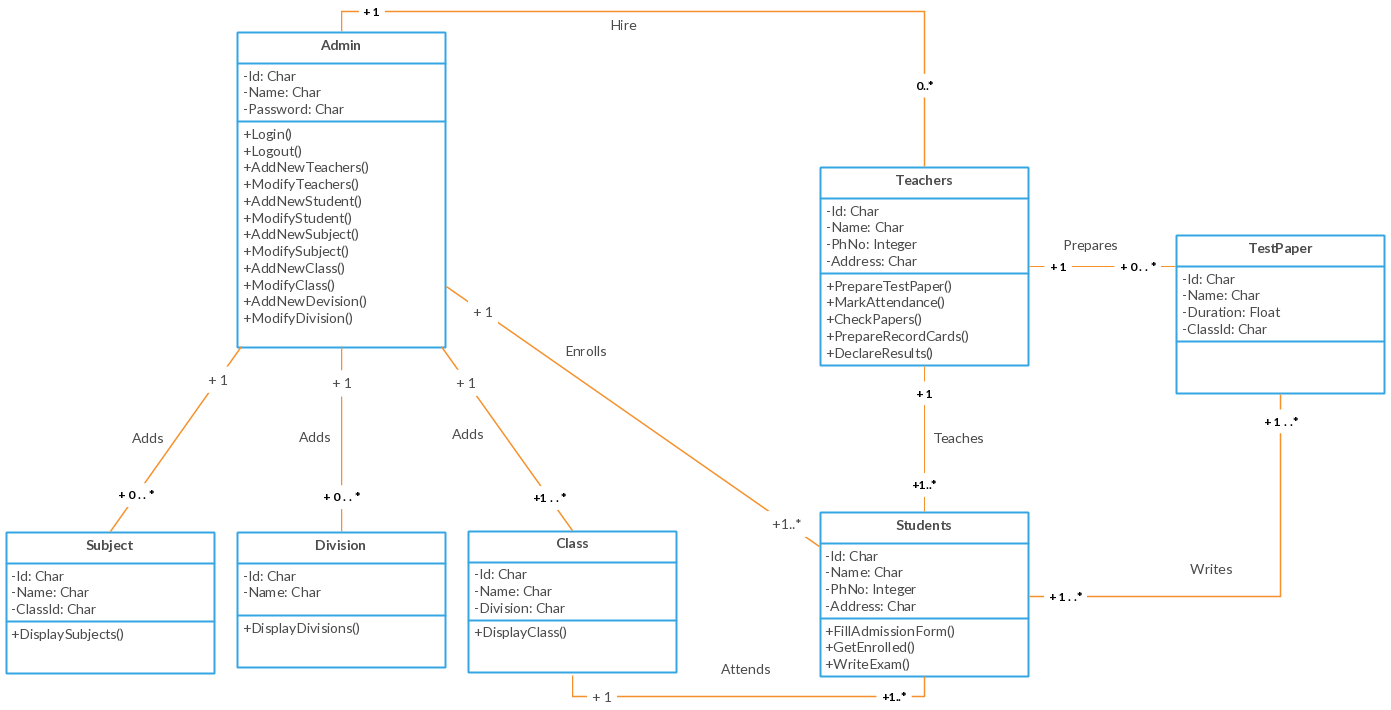 + 1
Hire
0..*
Admin
-Id: Char
-Name: Char
-Password: Char
+Login()
+Logout()
+AddNewTeachers()
+ModifyTeachers()
+AddNewStudent()
+ModifyStudent()
+AddNewSubject()
+ModifySubject()
+AddNewClass()
+ModifyClass()
+AddNewDevision()
+ModifyDivision()
Teachers
-Id: Char
-Name: Char
-PhNo: Integer
-Address: Char
+PrepareTestPaper()
+MarkAttendance()
+CheckPapers()
+PrepareRecordCards()
+DeclareResults()
Prepares
+ 1
+ 0 . . *
TestPaper
-Id: Char
-Name: Char
-Duration: Float
-ClassId: Char
+ 1
Enrolls
+1..*
+ 1
Adds
+ 0 . . *
+ 1
Adds
+ 0 . . *
+ 1
Adds
+1 . . *
+ 1
Teaches
+1..*
+ 1 . . *
Writes
+ 1 . . *
Subject
-Id: Char
-Name: Char
-ClassId: Char
+DisplaySubjects()
Division
-Id: Char
-Name: Char
+DisplayDivisions()
Class
-Id: Char
-Name: Char
-Division: Char
+DisplayClass()
Students
-Id: Char
-Name: Char
-PhNo: Integer
-Address: Char
+FillAdmissionForm()
+GetEnrolled()
+WriteExam()
Attends
+ 1
+1..*